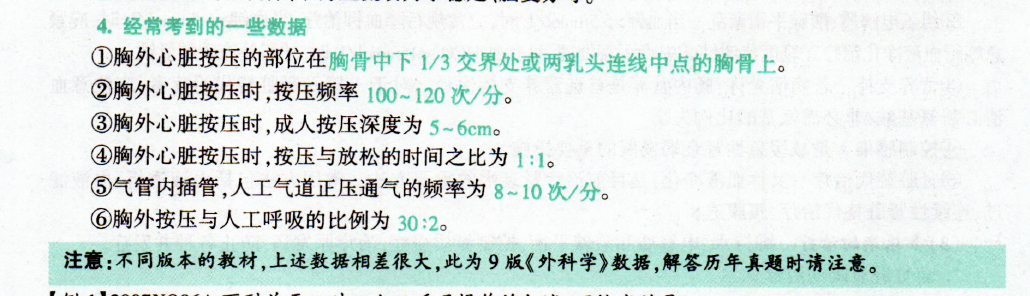 4. 经常考到的一些数据
①胸外心脏按压的部位在胸骨中下 1/3 交界处或两乳头连线中点的胸骨上。
②胸外心脏按压时,按压频率 100~120 次/分。
③胸外心脏按压时,成人按压深度为 5~6cm。
④胸外心脏按压时,按压与放松的时间之比为 1:1。
⑤气管内插管,人工气道正压通气的频率为 8~10 次/分。
⑥胸外按压与人工呼吸的比例为 30:2。
注意:不同版本的教材,上述数据相差很大,此为 9 版《外科学》数据,解答历年真题时请注意。